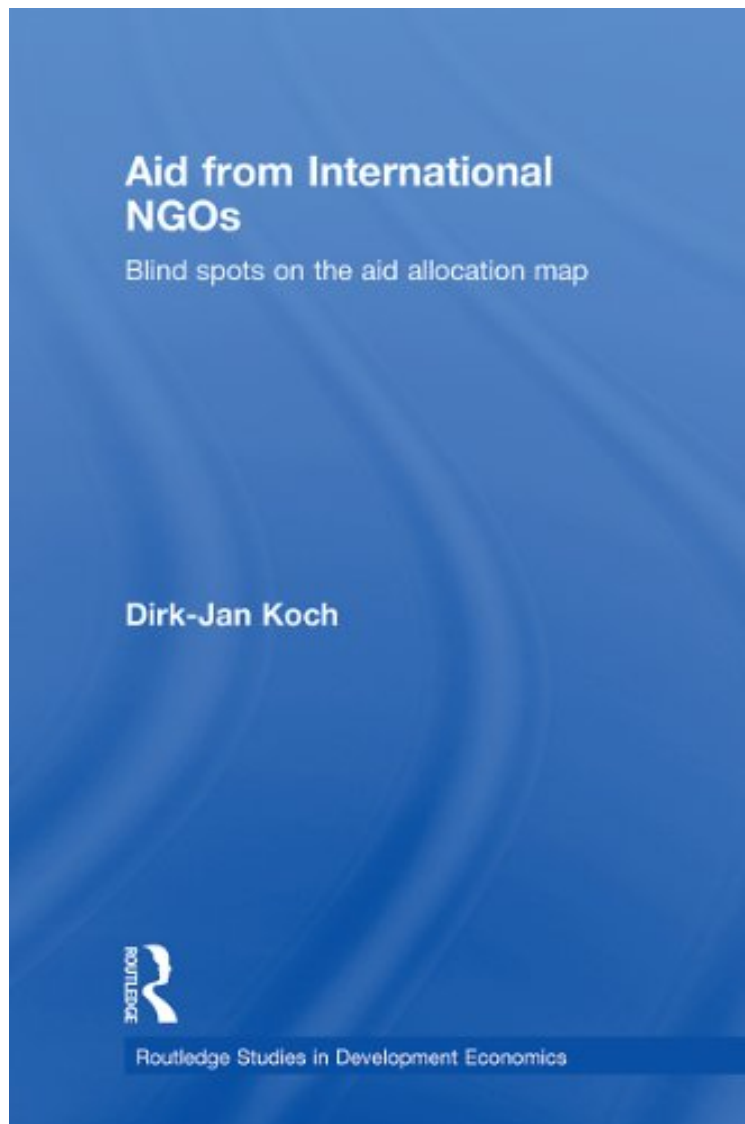 Aid from International
NGOs
Blind spots on the aid allocation map
Dirk-Jan Koch
ROUTLEDGE
Routledge Studies in Development Economics